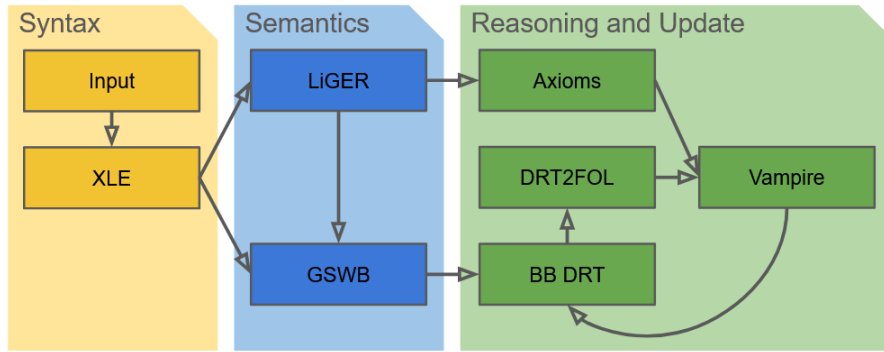 Syntax
Input
XLE
Semantics
LiGER
GSWB
Reasoning and Update
Axioms
DRT2FOL
Vampire
BB DRT